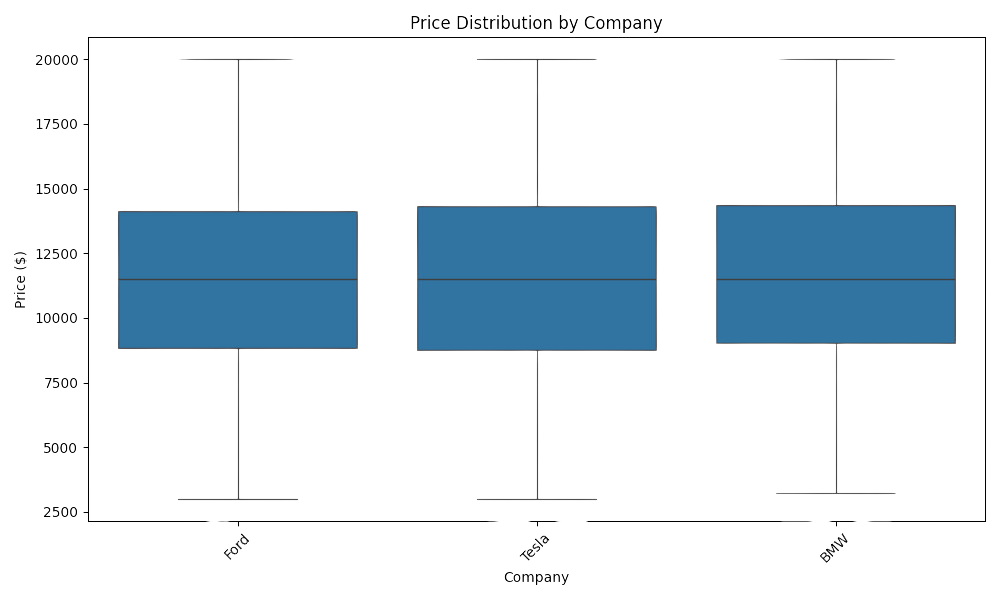 Price Distribution by Company
Price ($)
20000
17500
15000
12500
10000
7500
5000
2500
Ford
Tesla
BMW
Company